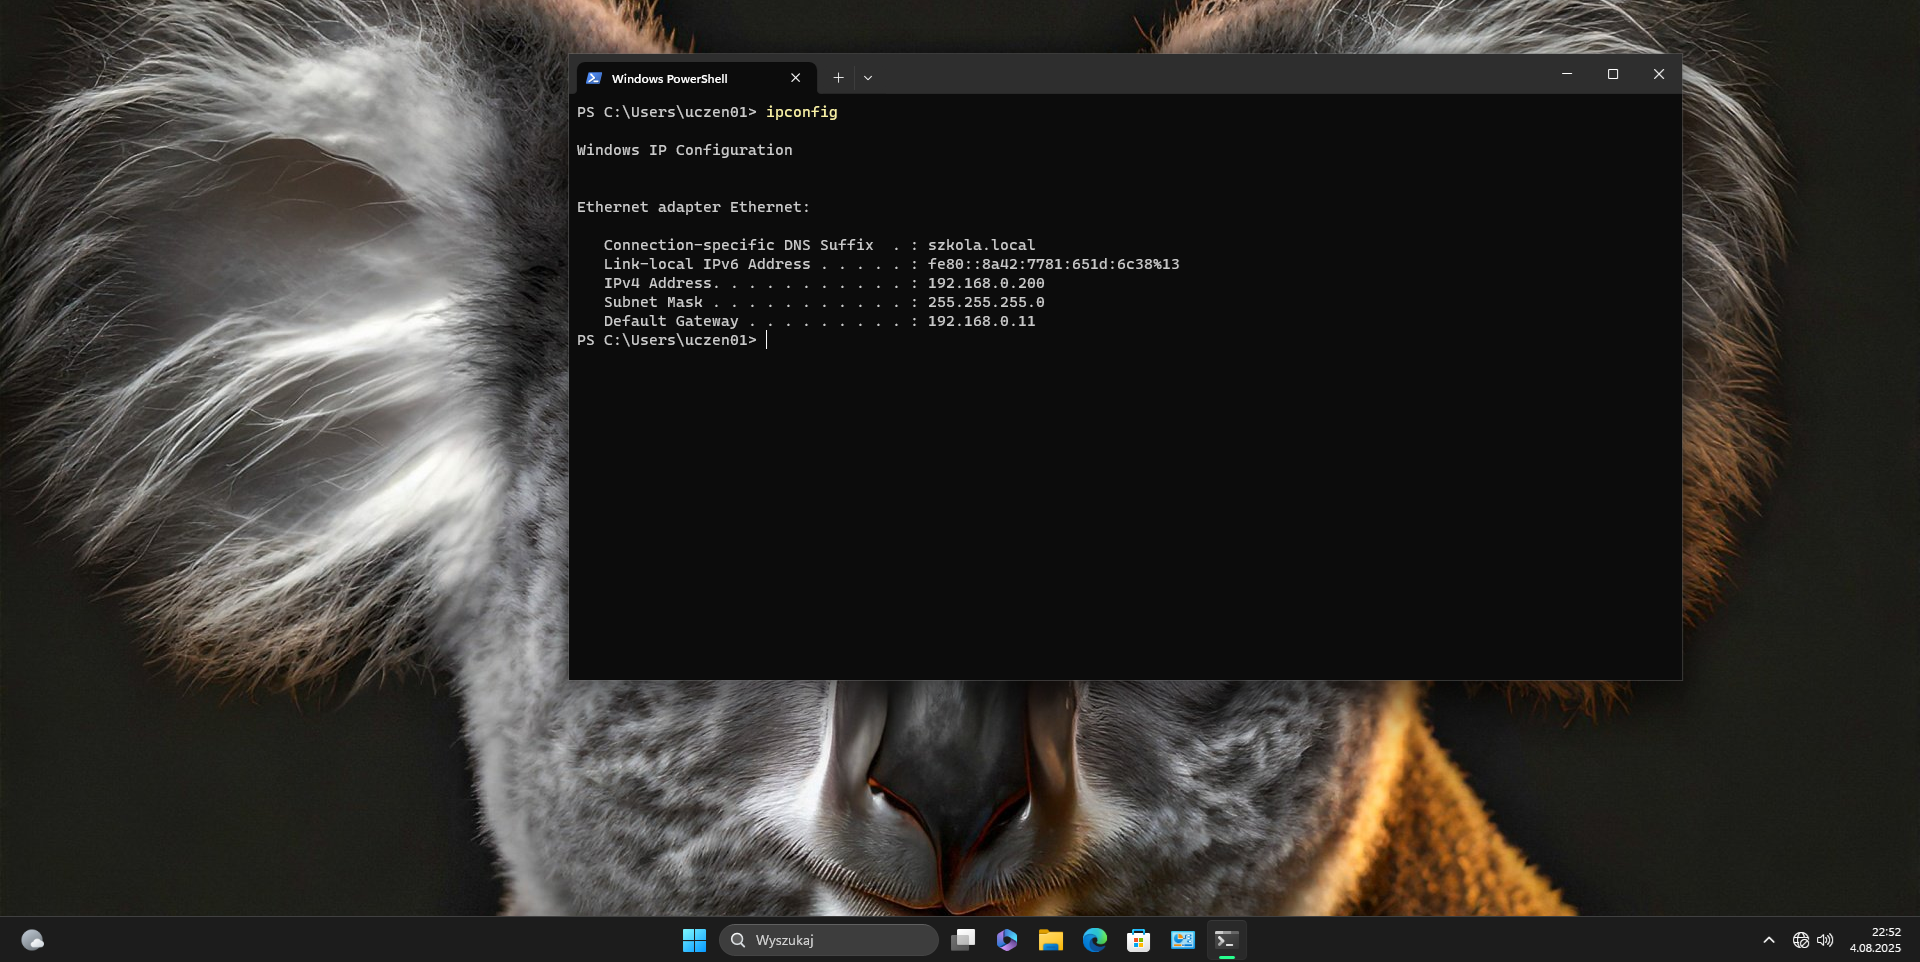 Windows PowerShell
PS C:\Users\uczen01> ipconfig
Windows IP Configuration
Ethernet adapter Ethernet:
Connection-specific DNS Suffix  . : szkola.local
Link-local IPv6 Address . . . . . : fe80::8a42:7781:651d:6c38%13
IPv4 Address. . . . . . . . . . . : 192.168.0.200
Subnet Mask . . . . . . . . . . . : 255.255.255.0
Default Gateway . . . . . . . . . : 192.168.0.11
PS C:\Users\uczen01>
Wyszukaj
22:52
4.08.2025